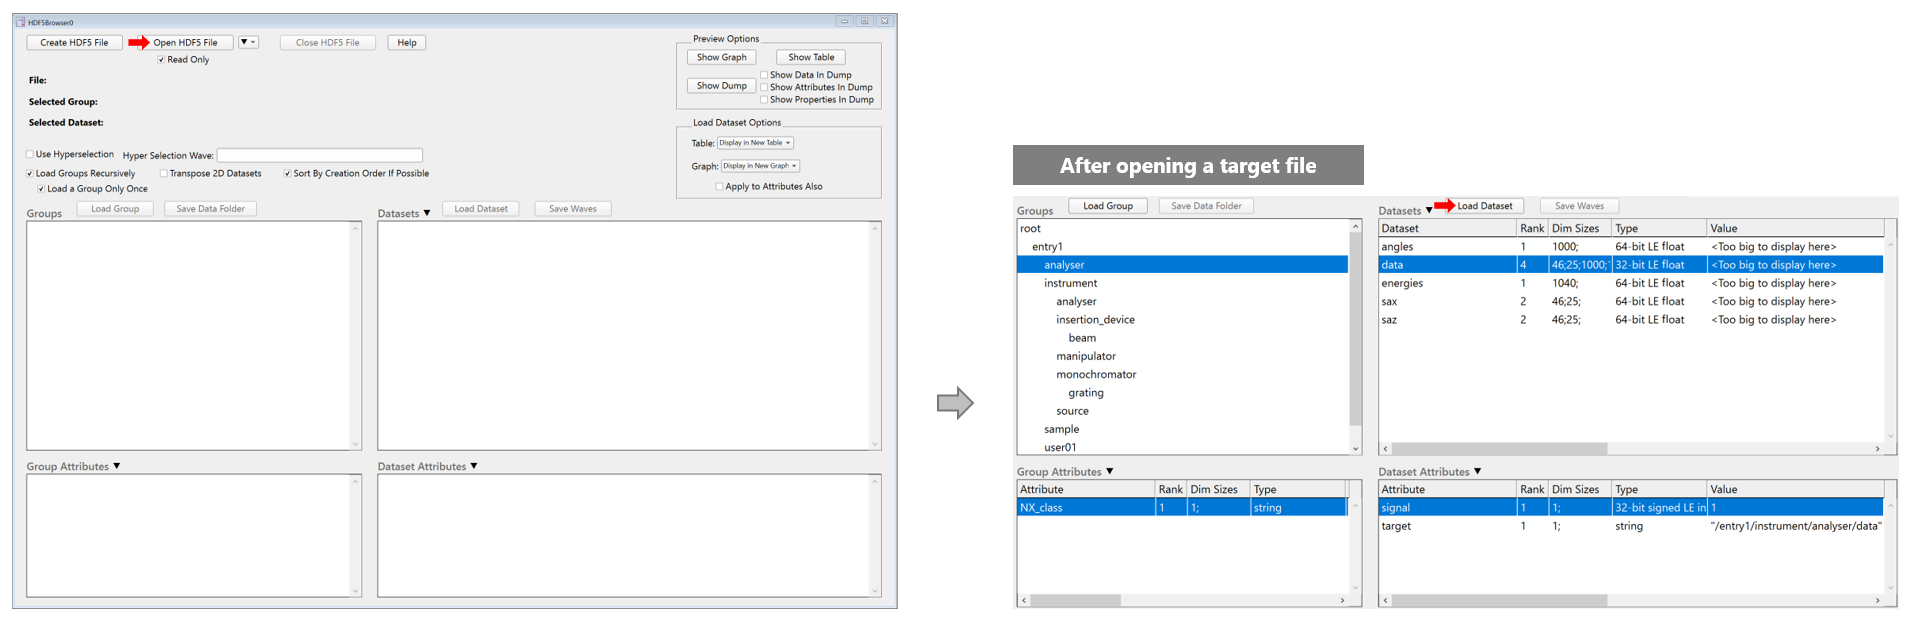 HDF5Browser0
Create HDF5 File
Open HDF5 File
Close HDF5 File
Help
Read Only
File:
Selected Group:
Selected Dataset:
Preview Options
Show Graph
Show Table
Show Dump
Show Data In Dump
Show Attributes In Dump
Show Properties In Dump
Load Dataset Options
Table: Display in New Table
Graph: Display in New Graph
Apply to Attributes Also
Use Hyperselection Hyper Selection Wave:
Load Groups Recursively Transpose 2D Datasets Sort By Creation Order If Possible
Load a Group Only Once
Groups Load Group Save Data Folder
Datasets Load Dataset Save Waves
Group Attributes
Dataset Attributes
After opening a target file
Groups Load Group Save Data Folder
root
entry1
analyser
instrument
analyser
insertion_device
beam
manipulator
monochromator
grating
source
sample
user01
Datasets Load Dataset Save Waves
Dataset Rank Dim Sizes Type Value
angles 1 1000; 64-bit LE float <Too big to display here>
data 4 46;25;1000; 32-bit LE float <Too big to display here>
energies 1 1040; 64-bit LE float <Too big to display here>
sax 2 46;25; 64-bit LE float <Too big to display here>
saz 2 46;25; 64-bit LE float <Too big to display here>
Group Attributes
Attribute Rank Dim Sizes Type
NX_class 1 1; string
Dataset Attributes
Attribute Rank Dim Sizes Type Value
signal 1 1; 32-bit signed LE in 1
target 1 1; string "/entry1/instrument/analyser/data"